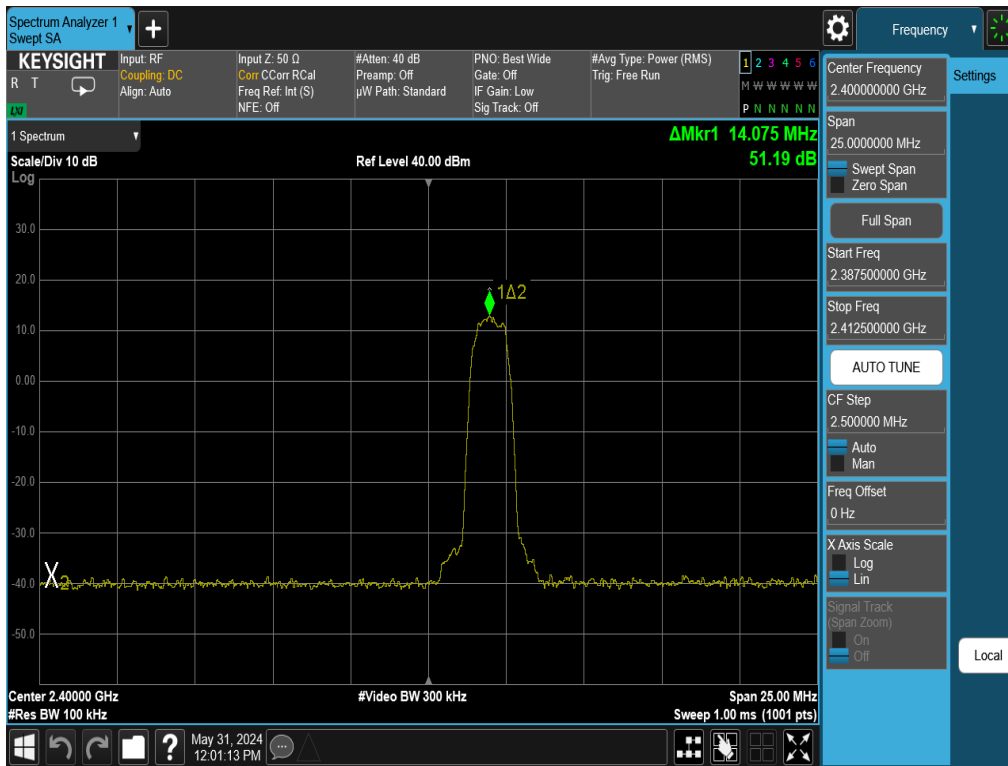 Spectrum Analyzer 1
Swept SA
Frequency
KEYSIGHT
R T
LXI
Input: RF
Coupling: DC
Align: Auto
Input Z: 50 Ω
Corr CCorr RCal
Freq Ref: Int (S)
NFE: Off
#Atten: 40 dB
Preamp: Off
µW Path: Standard
PNO: Best Wide
Gate: Off
IF Gain: Low
Sig Track: Off
#Avg Type: Power (RMS)
Trig: Free Run
1 2 3 4 5 6
M W W W W W
P N N N N N
1 Spectrum
Scale/Div 10 dB
Log
Ref Level 40.00 dBm
ΔMkr1 14.075 MHz
51.19 dB
30.0
20.0
10.0
0.00
-10.0
-20.0
-30.0
-40.0
-50.0
1Δ2
X2
Center 2.40000 GHz
#Res BW 100 kHz
#Video BW 300 kHz
Span 25.00 MHz
Sweep 1.00 ms (1001 pts)
Center Frequency
2.400000000 GHz
Settings
Span
25.0000000 MHz
Swept Span
Zero Span
Full Span
Start Freq
2.387500000 GHz
Stop Freq
2.412500000 GHz
AUTO TUNE
CF Step
2.500000 MHz
Auto
Man
Freq Offset
0 Hz
X Axis Scale
Log
Lin
Signal Track
(Span Zoom)
On
Off
Local
?
May 31, 2024
12:01:13 PM